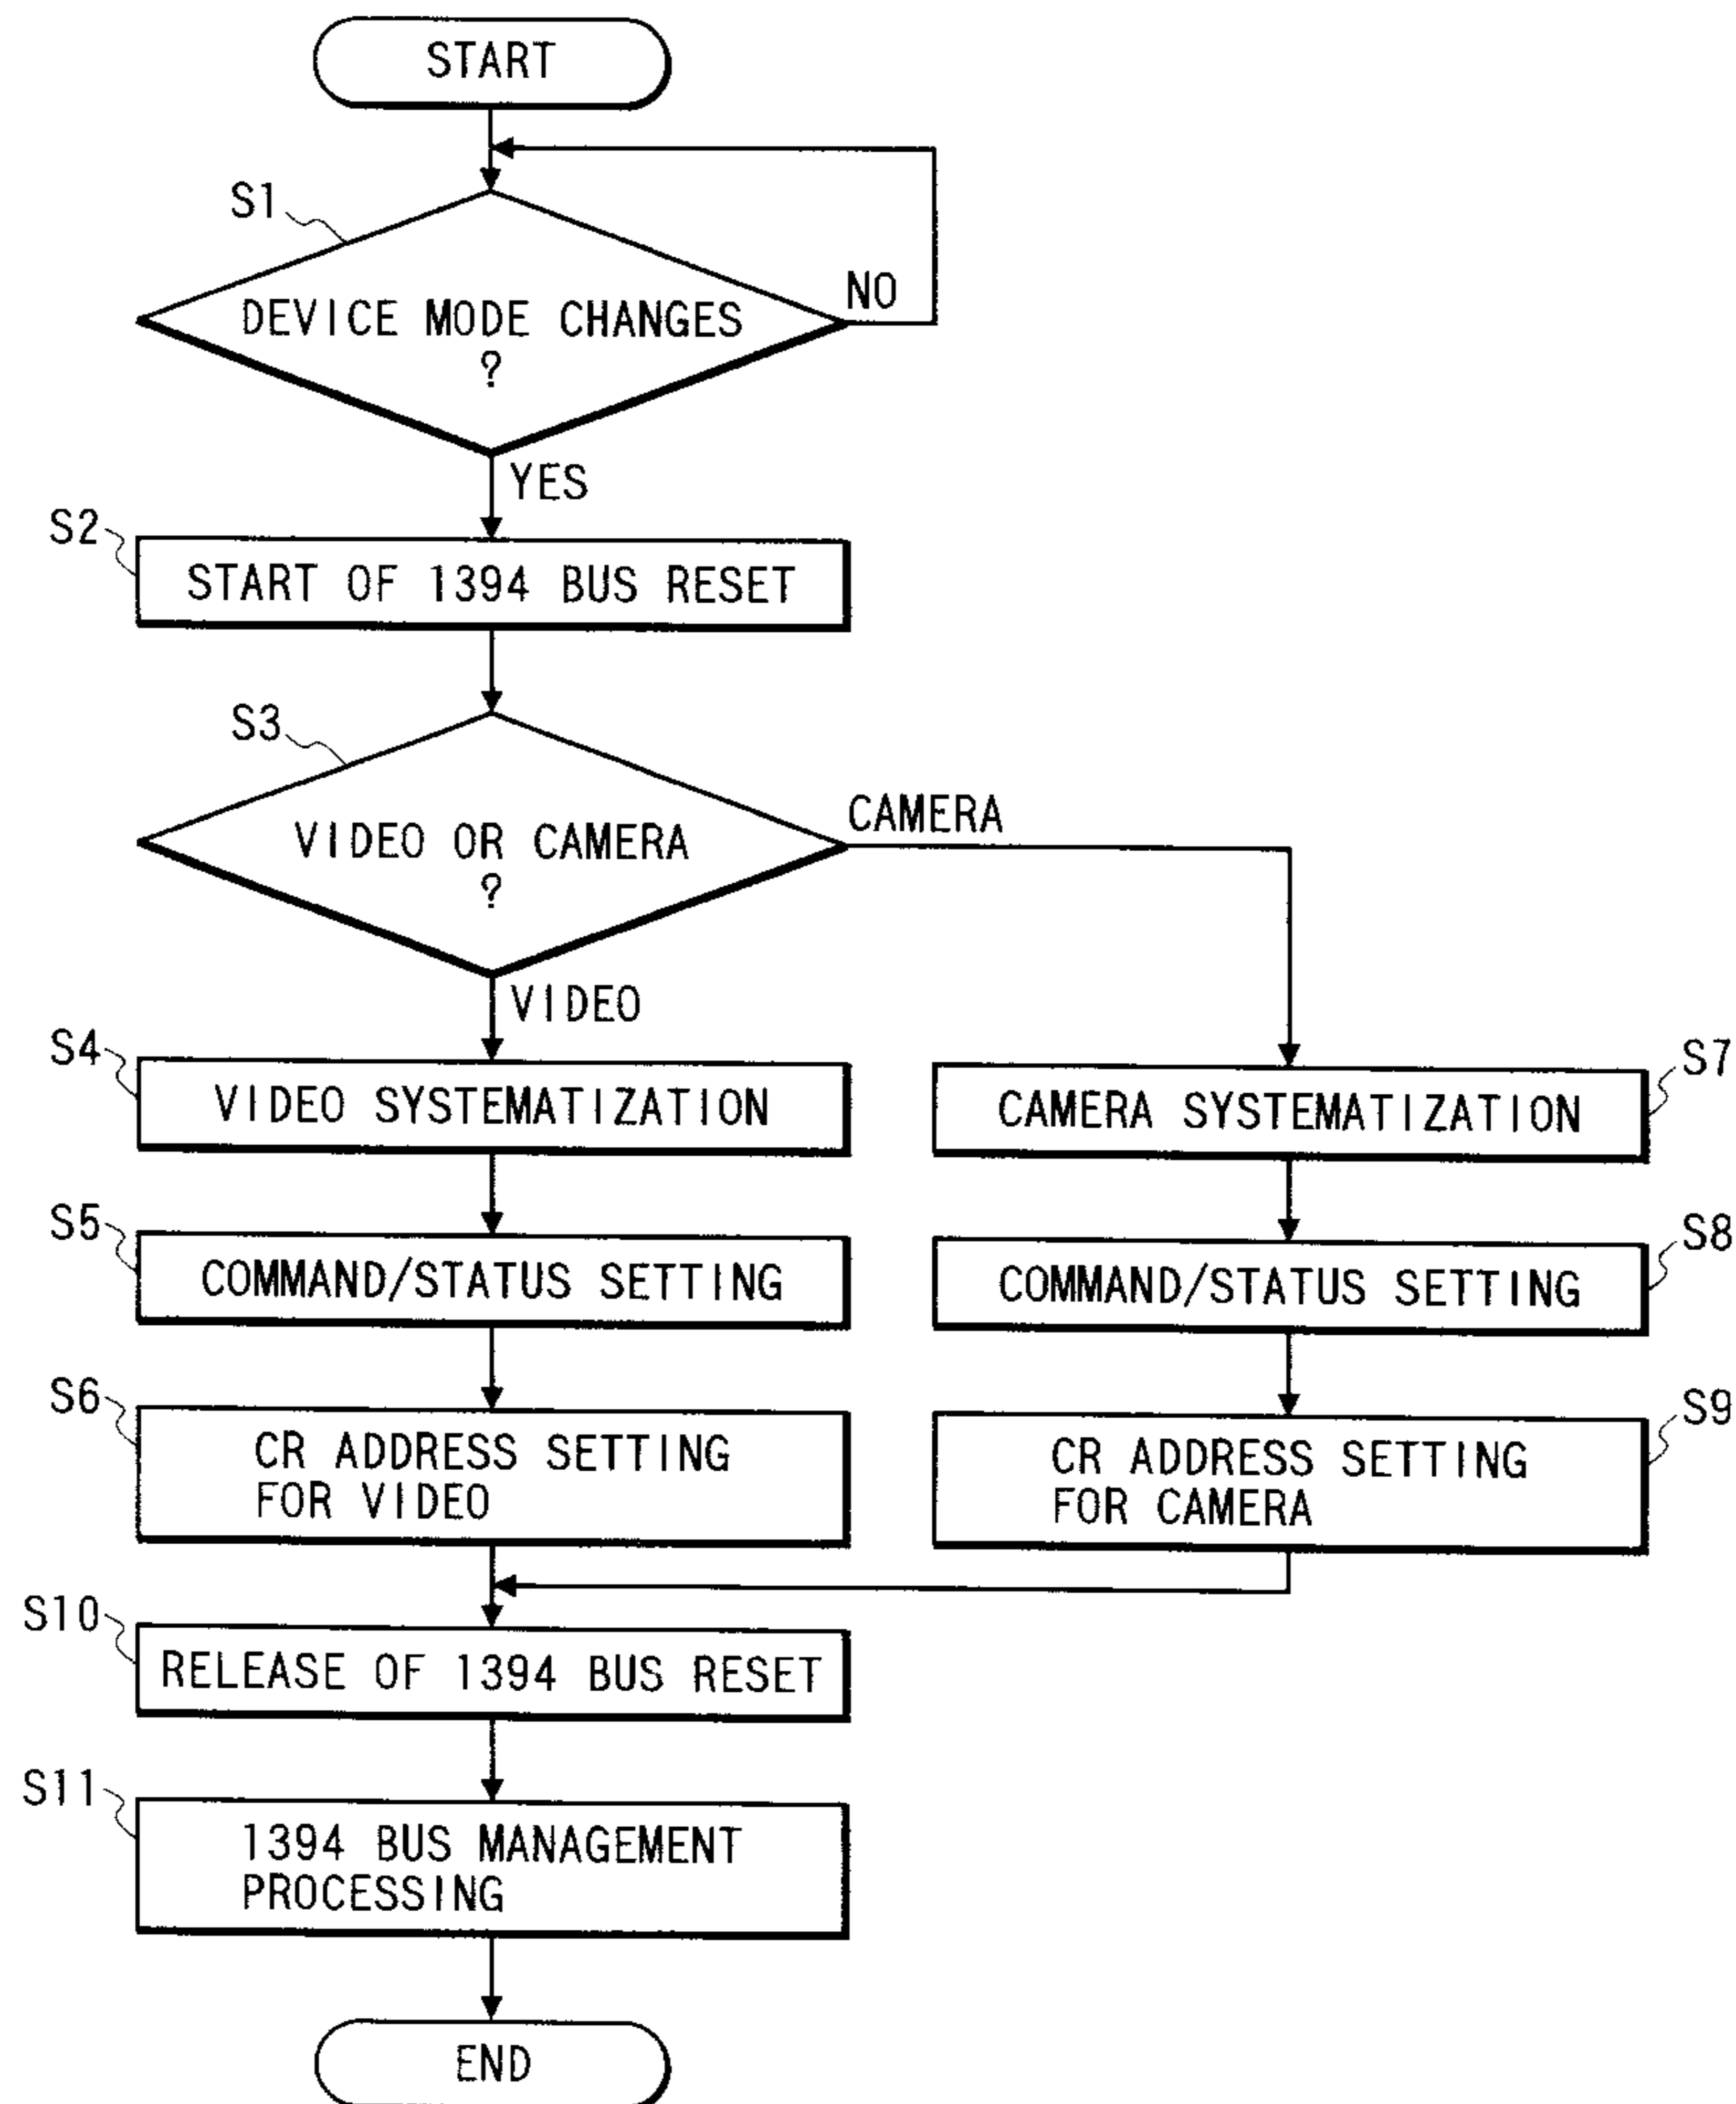 START
S1
NO
DEVICE MODE CHANGES
?
YES
S2
START OF 1394 BUS RESET
S3
CAMERA
VIDEO OR CAMERA
?
VIDEO
S4
VIDEO SYSTEMATIZATION
S7
CAMERA SYSTEMATIZATION
S5
COMMAND/STATUS SETTING
S8
COMMAND/STATUS SETTING
S6
CR ADDRESS SETTING
FOR VIDEO
S9
CR ADDRESS SETTING
FOR CAMERA
S10
RELEASE OF 1394 BUS RESET
S11
1394 BUS MANAGEMENT
PROCESSING
END